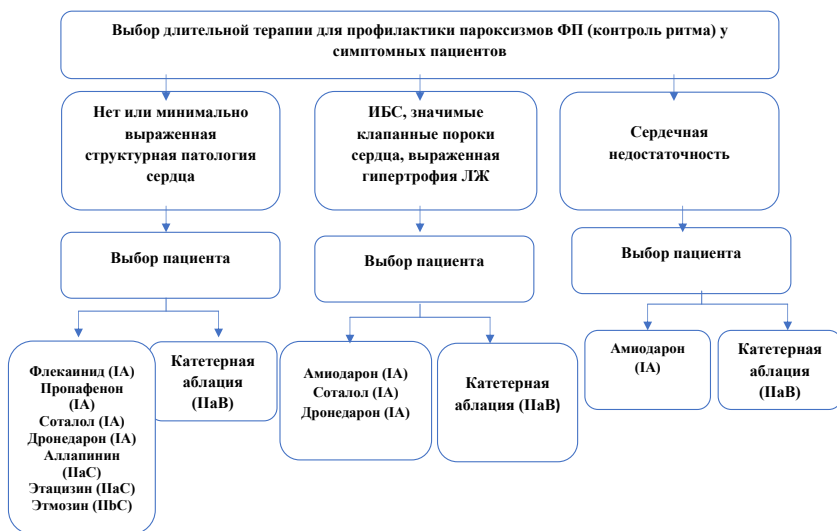 Выбор длительной терапии для профилактики пароксизмов ФП (контроль ритма) у
симптомных пациентов
Нет или минимально
выраженная
структурная патология
сердца
ИБС, значимые
клапанные пороки
сердца, выраженная
гипертрофия ЛЖ
Сердечная
недостаточность
Выбор пациента
Выбор пациента
Выбор пациента
Флекаинид (IA)
Пропафенон
(IA)
Соталол (IA)
Дронедарон (IA)
Аллапинин
(IIaC)
Этацизин (IIaC)
Этмозин (IIbC)
Катетерная
аблация
(IIaB)
Амиодарон (IA)
Соталол (IA)
Дронедарон (IA)
Катетерная
аблация (IIaB)
Амиодарон
(IA)
Катетерная
аблация
(IIaB)